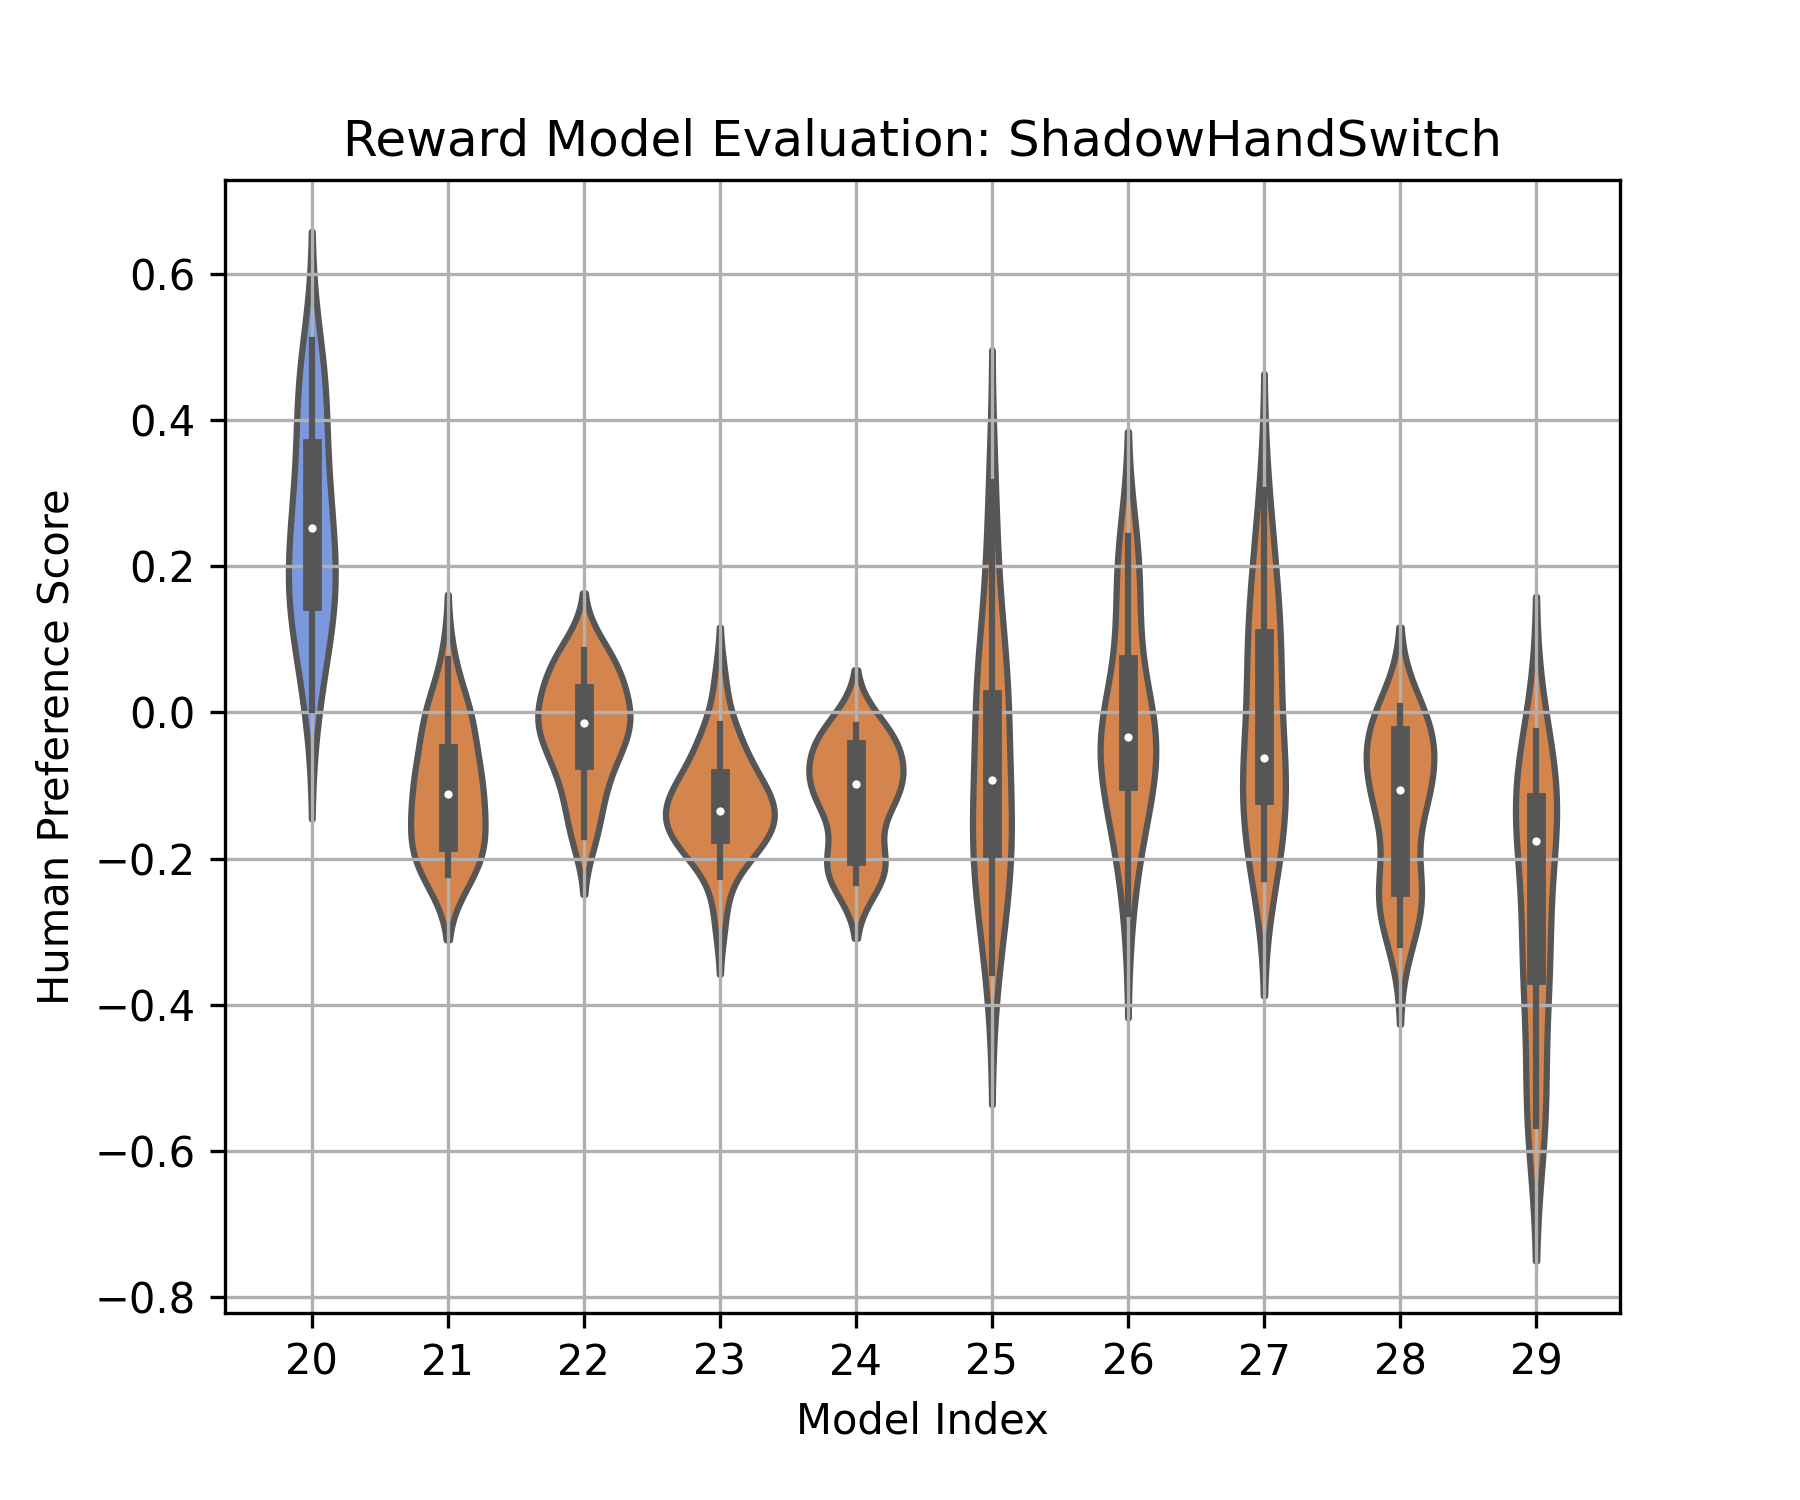 Reward Model Evaluation: ShadowHandSwitch
Human Preference Score
0.6
0.4
0.2
0.0
−0.2
−0.4
−0.6
−0.8
20 21 22 23 24 25 26 27 28 29
Model Index